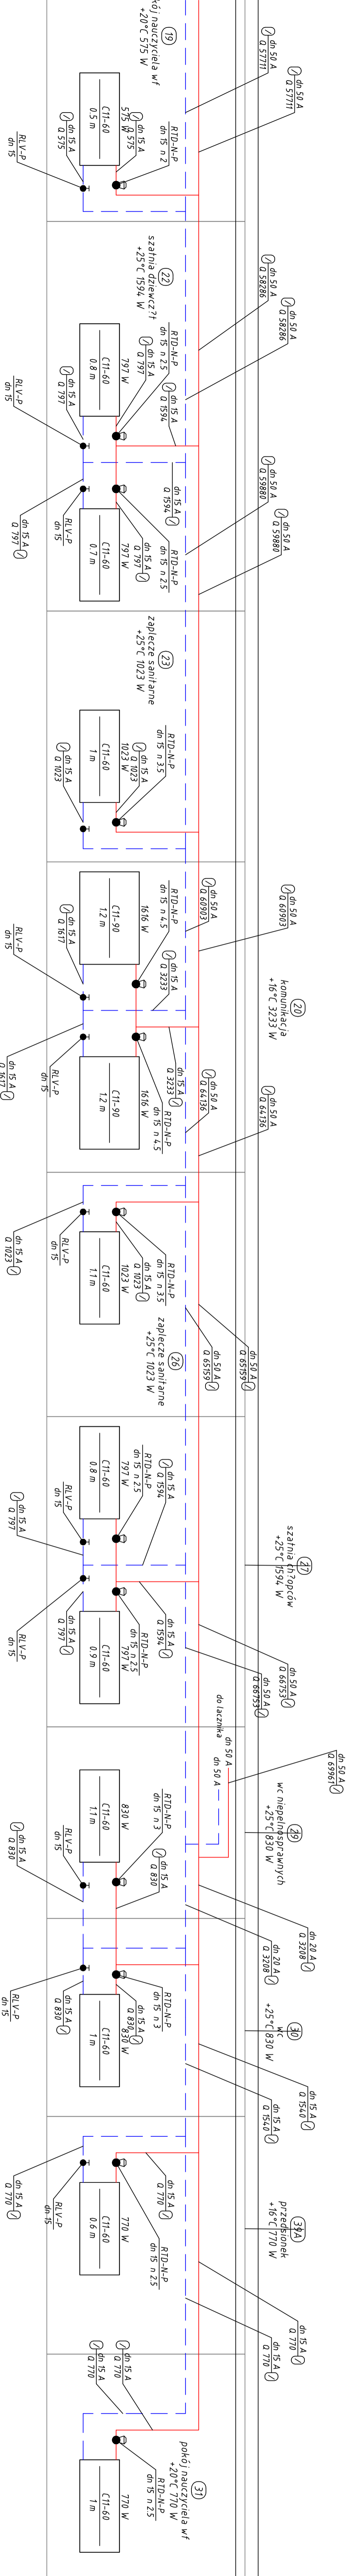 19
pokój nauczyciela wf
+20°C 575 W
dn 50 A
Q 57711
dn 50 A
Q 57711
C11-60
0.5 m
575 W
dn 15 A
Q 575
RTD-N-P
dn 15 n 2
dn 15 A
Q 575
RLV-P
dn 15
22
szatnia dziewcz?t
+25°C 1594 W
dn 50 A
Q 58286
dn 50 A
Q 58286
C11-60
0.8 m
797 W
RTD-N-P
dn 15 n 2.5
dn 15 A
Q 797
dn 15 A
Q 1594
dn 15 A
Q 797
RLV-P
dn 15
dn 50 A
Q 59880
dn 50 A
Q 59880
dn 15 A
Q 1594
RTD-N-P
dn 15 n 2.5
dn 15 A
Q 797
C11-60
0.7 m
797 W
RLV-P
dn 15
dn 15 A
Q 797
23
zaplecze sanitarne
+25°C 1023 W
C11-60
1 m
1023 W
RTD-N-P
dn 15 n 3.5
dn 15 A
Q 1023
dn 15 A
Q 1023
20
komunikacja
+16°C 3233 W
dn 50 A
Q 60903
dn 50 A
Q 60903
C11-90
1.2 m
1616 W
RTD-N-P
dn 15 n 4.5
dn 15 A
Q 3233
dn 15 A
Q 1617
RLV-P
dn 15
dn 50 A
Q 64136
dn 50 A
Q 64136
dn 15 A
Q 3233
C11-90
1.2 m
1616 W
RTD-N-P
dn 15 n 4.5
RLV-P
dn 15
dn 15 A
Q 1617
26
zaplecze sanitarne
+25°C 1023 W
dn 50 A
Q 65159
dn 50 A
Q 65159
C11-60
1.1 m
1023 W
RTD-N-P
dn 15 n 3.5
dn 15 A
Q 1023
RLV-P
dn 15
dn 15 A
Q 1023
27
szatnia ch?opców
+25°C 1594 W
C11-60
0.8 m
797 W
RTD-N-P
dn 15 n 2.5
dn 15 A
Q 1594
RLV-P
dn 15
dn 15 A
Q 797
dn 15 A
Q 1594
C11-60
0.9 m
797 W
RTD-N-P
dn 15 n 2.5
dn 15 A
Q 797
RLV-P
dn 15
dn 50 A
Q 66753
dn 50 A
Q 66753
do lacznika
dn 50 A
dn 50 A
dn 50 A
Q 69961
29
wc niepelnosprawnych
+25°C 830 W
C11-60
1.1 m
830 W
RTD-N-P
dn 15 n 3
dn 15 A
Q 830
RLV-P
dn 15
dn 15 A
Q 830
dn 20 A
Q 3208
dn 20 A
Q 3208
30
wc
+25°C 830 W
C11-60
1 m
830 W
RTD-N-P
dn 15 n 3
dn 15 A
Q 830
dn 15 A
Q 830
RLV-P
dn 15
dn 15 A
Q 1540
dn 15 A
Q 1540
39A
przedsionek
+16°C 770 W
C11-60
0.6 m
770 W
RTD-N-P
dn 15 n 2.5
dn 15 A
Q 770
RLV-P
dn 15
dn 15 A
Q 770
dn 15 A
Q 770
dn 15 A
Q 770
31
pokój nauczyciela wf
+20°C 770 W
dn 15 A
Q 770
dn 15 A
Q 770
C11-60
1 m
770 W
RTD-N-P
dn 15 n 2.5